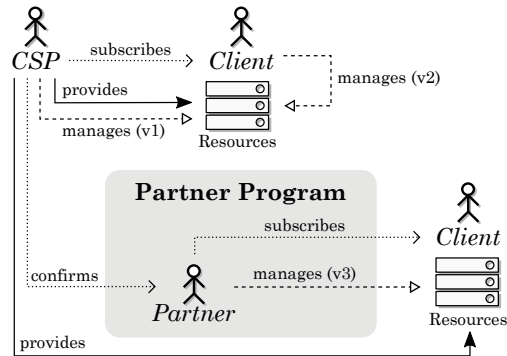 CSP
subscribes
Client
provides
manages (v1)
manages (v2)
Resources
Partner Program
subscribes
Client
confirms
manages (v3)
Partner
Resources
provides